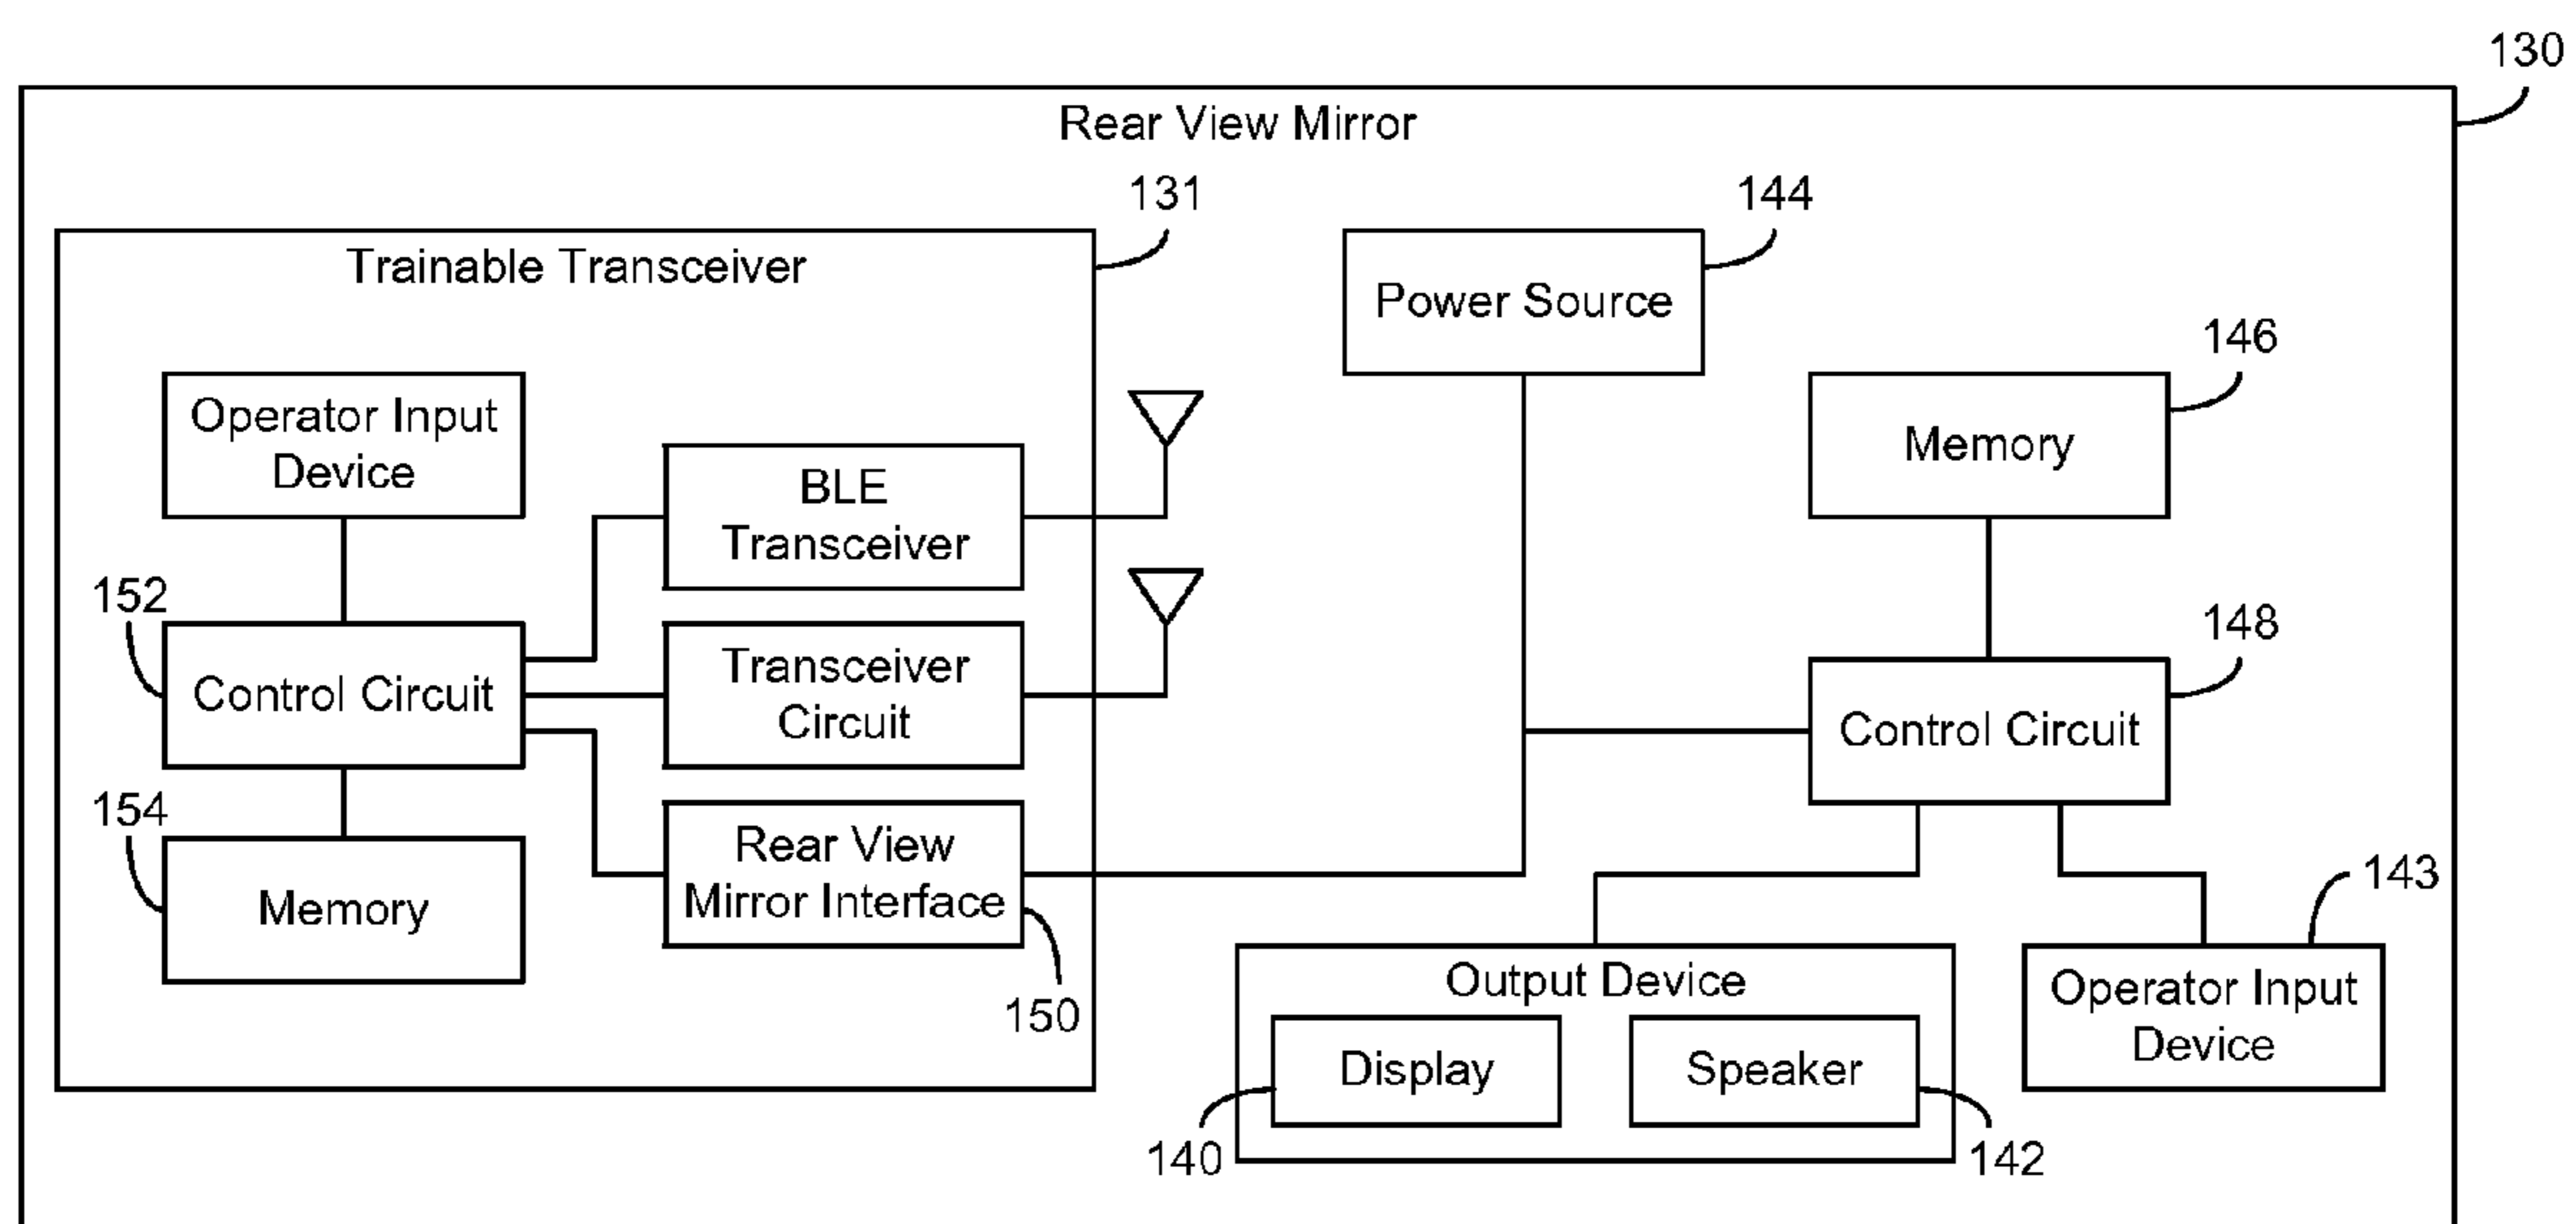 130
Rear View Mirror
131
144
Trainable Transceiver
Power Source
146
Operator Input
Device
BLE
Transceiver
Memory
152
148
Control Circuit
Transceiver
Circuit
Control Circuit
154
Memory
Rear View
Mirror Interface
143
150
Output Device
Operator Input
Device
Display
Speaker
140
142